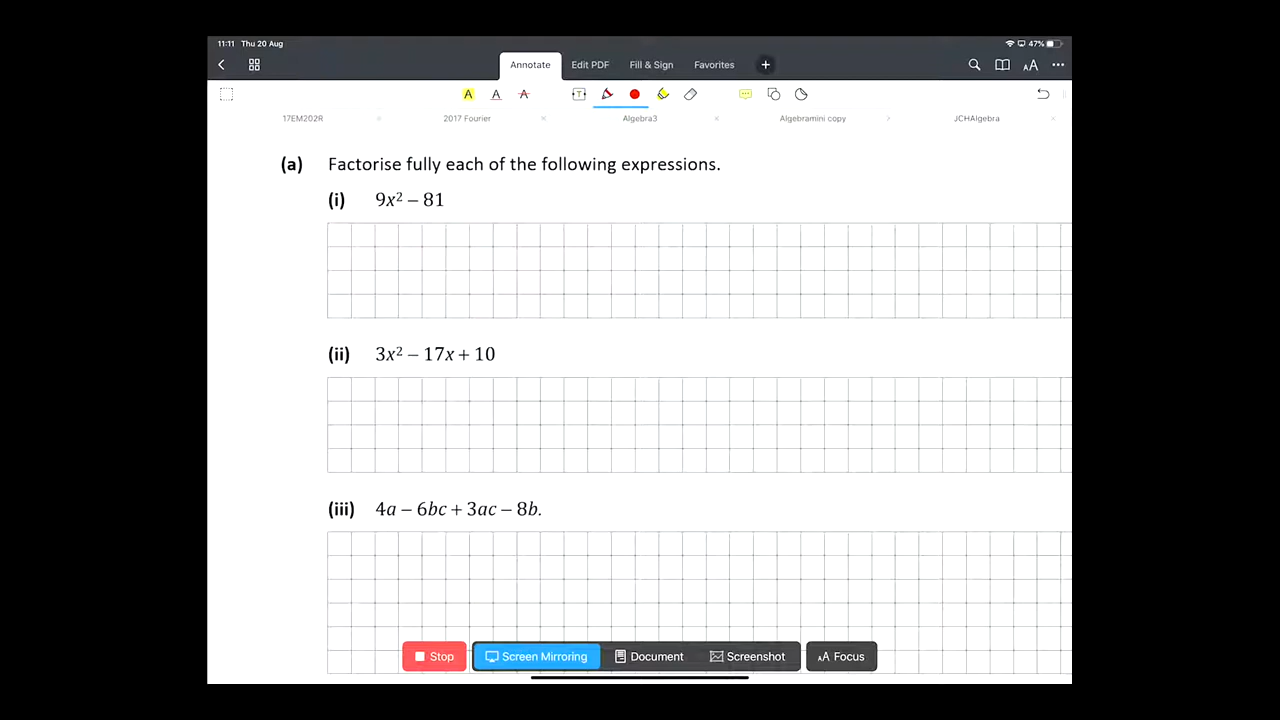 11:11 Thu 20 Aug 47%
Annotate Edit PDF Fill & Sign Favorites + AA
A A A T
17EM202R 2017 Fourier Algebra3 Algebramini copy JCHAlgebra
(a) Factorise fully each of the following expressions.
(i) 9x² – 81
(ii) 3x² – 17x + 10
(iii) 4a – 6bc + 3ac – 8b.
Stop Screen Mirroring Document Screenshot AA Focus